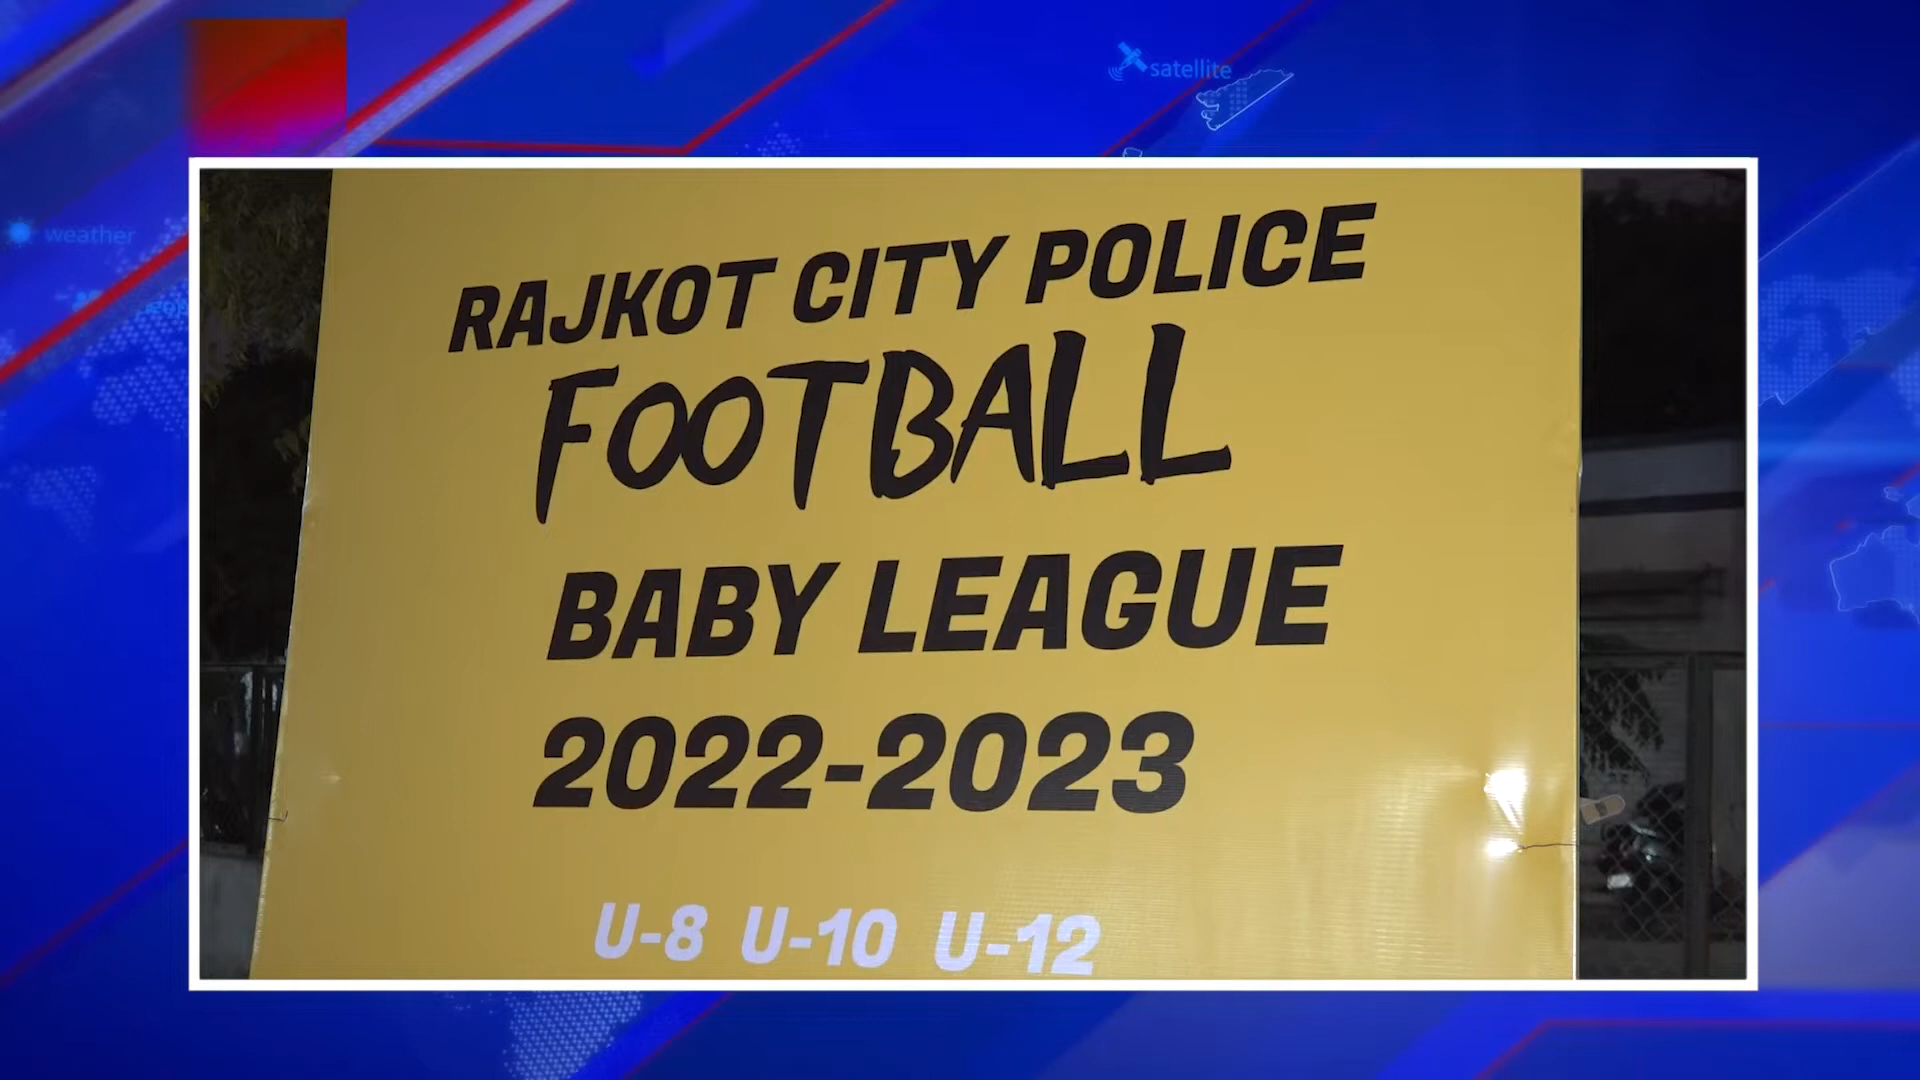 satellite
weather
RAJKOT CITY POLICE
FOOTBALL
BABY LEAGUE
2022-2023
U-8 U-10 U-12